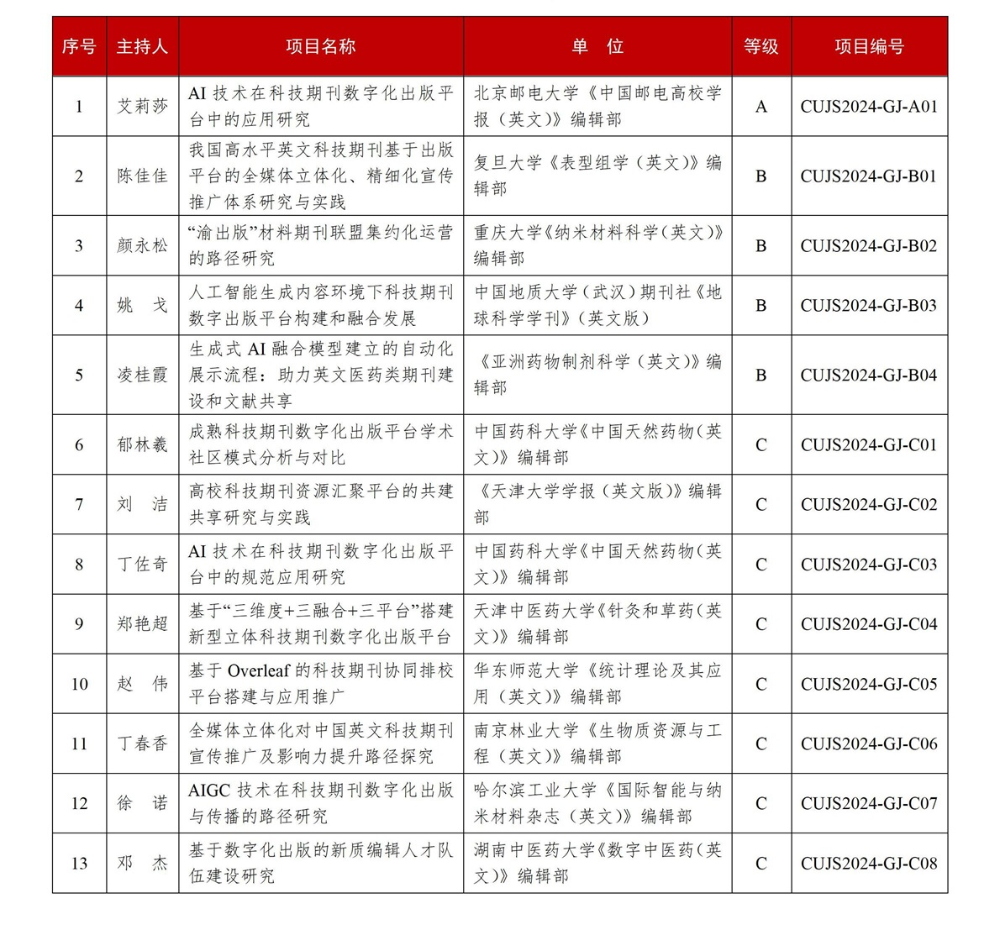 序号 主持人 项目名称 单 位 等级 项目编号
1 艾莉莎 AI 技术在科技期刊数字化出版平台中的应用研究 北京邮电大学《中国邮电高校学报（英文）》编辑部 A CUJS2024-GJ-A01
2 陈佳佳 我国高水平英文科技期刊基于出版平台的全媒体立体化、精细化宣传推广体系研究与实践 复旦大学《表型组学（英文）》编辑部 B CUJS2024-GJ-B01
3 颜永松 “渝出版”材料期刊联盟集约化运营的路径研究 重庆大学《纳米材料科学（英文）》编辑部 B CUJS2024-GJ-B02
4 姚 戈 人工智能生成内容环境下科技期刊数字出版平台构建和融合发展 中国地质大学（武汉）期刊社《地球科学学刊》（英文版） B CUJS2024-GJ-B03
5 凌桂霞 生成式 AI 融合模型建立的自动化展示流程：助力英文医药类期刊建设和文献共享 《亚洲药物制剂科学（英文）》编辑部 B CUJS2024-GJ-B04
6 郁林羲 成熟科技期刊数字化出版平台学术社区模式分析与对比 中国药科大学《中国天然药物（英文）》编辑部 C CUJS2024-GJ-C01
7 刘 洁 高校科技期刊资源汇聚平台的共建共享研究与实践 《天津大学学报（英文版）》编辑部 C CUJS2024-GJ-C02
8 丁佐奇 AI 技术在科技期刊数字化出版平台中的规范应用研究 中国药科大学《中国天然药物（英文）》编辑部 C CUJS2024-GJ-C03
9 郑艳超 基于“三维度+三融合+三平台”搭建新型立体科技期刊数字化出版平台 天津中医药大学《针灸和草药（英文）》编辑部 C CUJS2024-GJ-C04
10 赵 伟 基于 Overleaf 的科技期刊协同排校平台搭建与应用推广 华东师范大学《统计理论及其应用（英文）》编辑部 C CUJS2024-GJ-C05
11 丁春香 全媒体立体化对中国英文科技期刊宣传推广及影响力提升路径探究 南京林业大学《生物质资源与工程（英文）》编辑部 C CUJS2024-GJ-C06
12 徐 诺 AIGC 技术在科技期刊数字化出版与传播的路径研究 哈尔滨工业大学《国际智能与纳米材料杂志（英文）》编辑部 C CUJS2024-GJ-C07
13 邓 杰 基于数字化出版的新质编辑人才队伍建设研究 湖南中医药大学《数字中医药（英文）》编辑部 C CUJS2024-GJ-C08